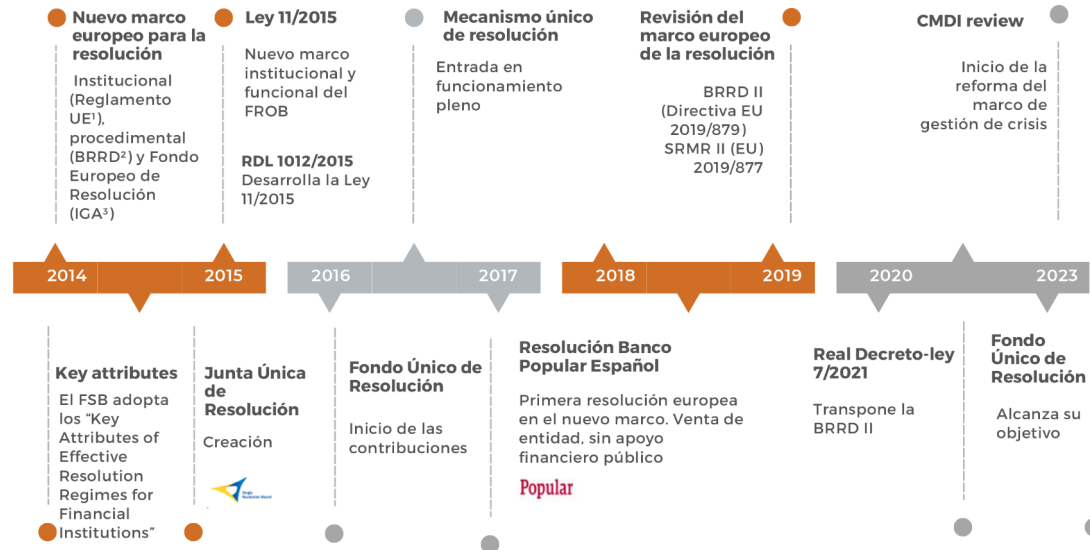 Nuevo marco
europeo para la
resolución
Institucional
(Reglamento
UE¹),
procedimental
(BRRD²) y Fondo
Europeo de
Resolución
(IGA³)
Ley 11/2015
Nuevo marco
institucional y
funcional del
FROB
RDL 1012/2015
Desarrolla la Ley
11/2015
Mecanismo único
de resolución
Entrada en
funcionamiento
pleno
Revisión del
marco europeo
de la resolución
BRRD II
(Directiva EU
2019/879)
SRMR II (EU)
2019/877
CMDI review
Inicio de la
reforma del
marco de
gestión de crisis
2014
2015
2016
2017
2018
2019
2020
2023
Key attributes
El FSB adopta
los “Key
Attributes of
Effective
Resolution
Regimes for
Financial
Institutions”
Junta Única
de
Resolución
Creación
Fondo Único de
Resolución
Inicio de las
contribuciones
Resolución Banco
Popular Español
Primera resolución europea
en el nuevo marco. Venta de
entidad, sin apoyo
financiero público
Popular
Real Decreto-ley
7/2021
Transpone la
BRRD II
Fondo
Único de
Resolución
Alcanza su
objetivo